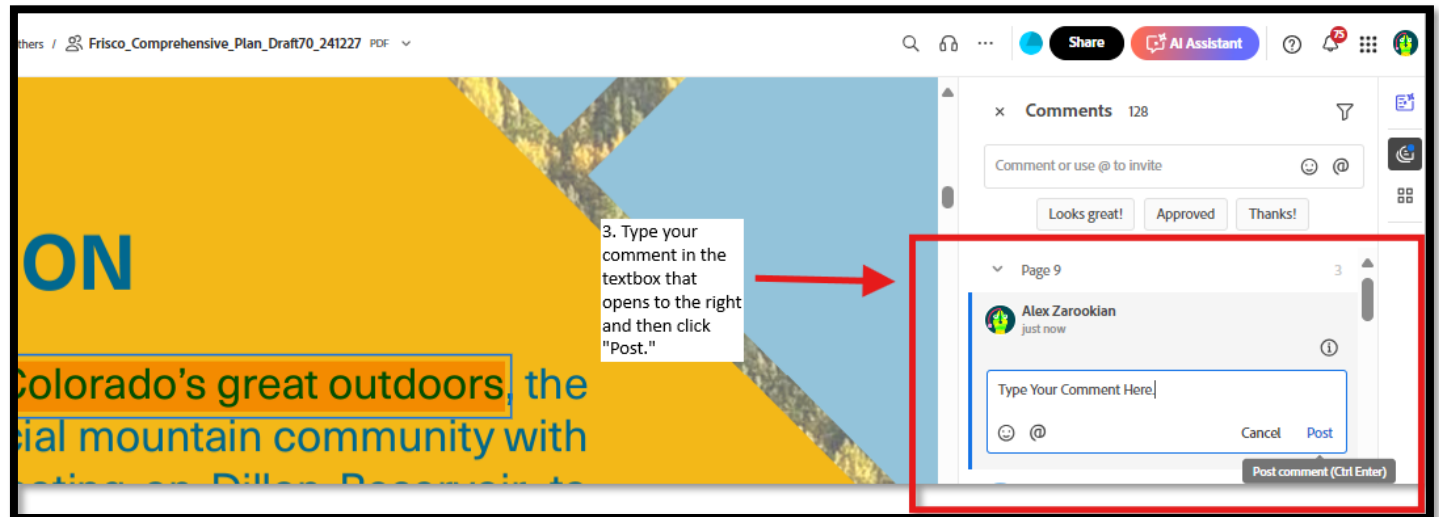 thers / Frisco_Comprehensive_Plan_Draft70_241227 PDF
Share
AI Assistant
75
ON
Colorado's great outdoors, the
cial mountain community with
3. Type your
comment in the
textbox that
opens to the right
and then click
"Post."
Comments 128
Comment or use @ to invite
@
Looks great! Approved Thanks!
Page 9 3
Alex Zarookian
just now
Type Your Comment Here.
@ Cancel Post
Post comment (Ctrl Enter)
Dillon Reservoir to